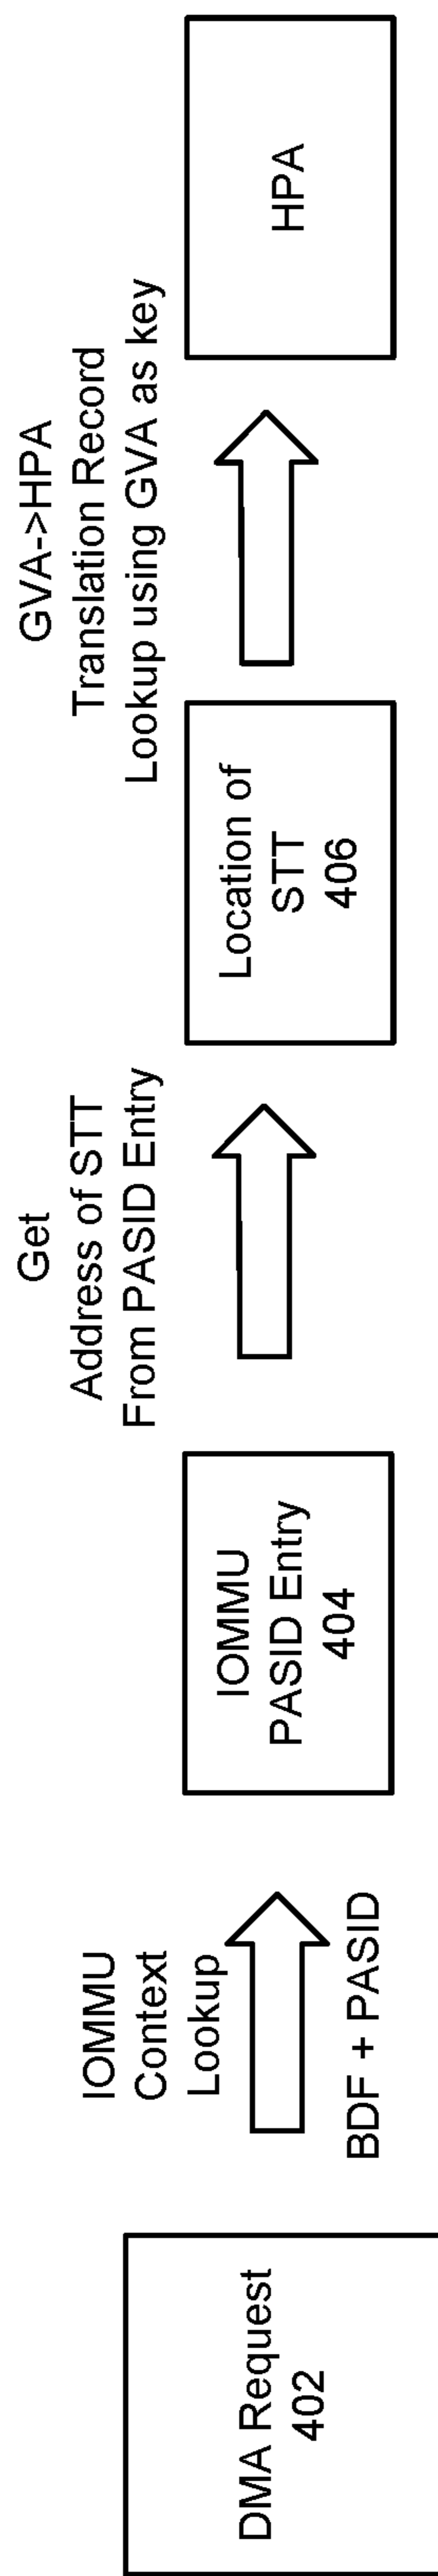 DMA Request
402
IOMMU
Context
Lookup
BDF + PASID
IOMMU
PASID Entry
404
Get
Address of STT
From PASID Entry
Location of
STT
406
GVA->HPA
Translation Record
Lookup using GVA as key
HPA